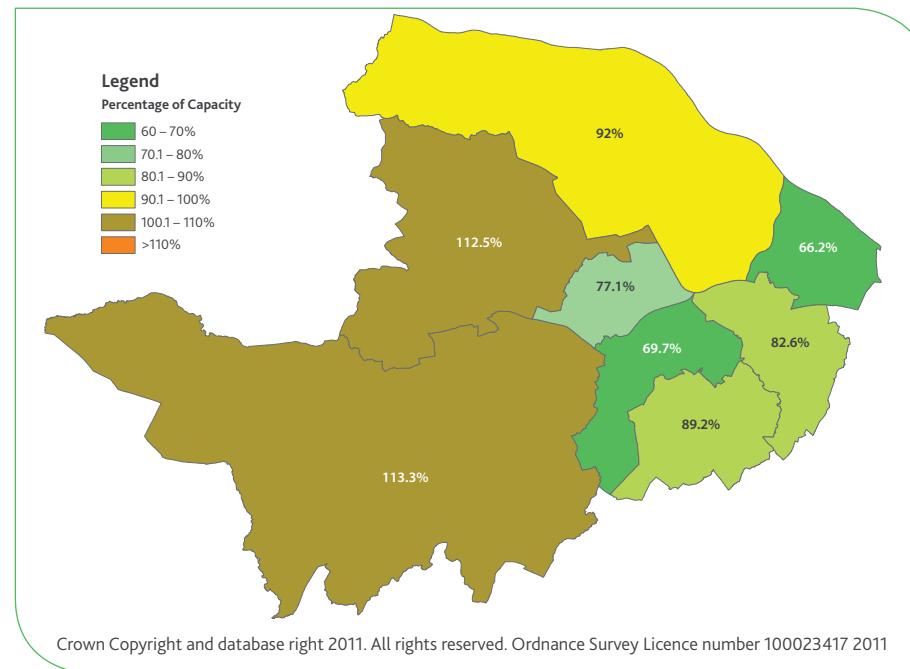 Legend
Percentage of Capacity
60 – 70%
70.1 – 80%
80.1 – 90%
90.1 – 100%
100.1 – 110%
>110%
92%
112.5%
66.2%
77.1%
69.7%
82.6%
89.2%
113.3%
Crown Copyright and database right 2011. All rights reserved. Ordnance Survey Licence number 100023417 2011